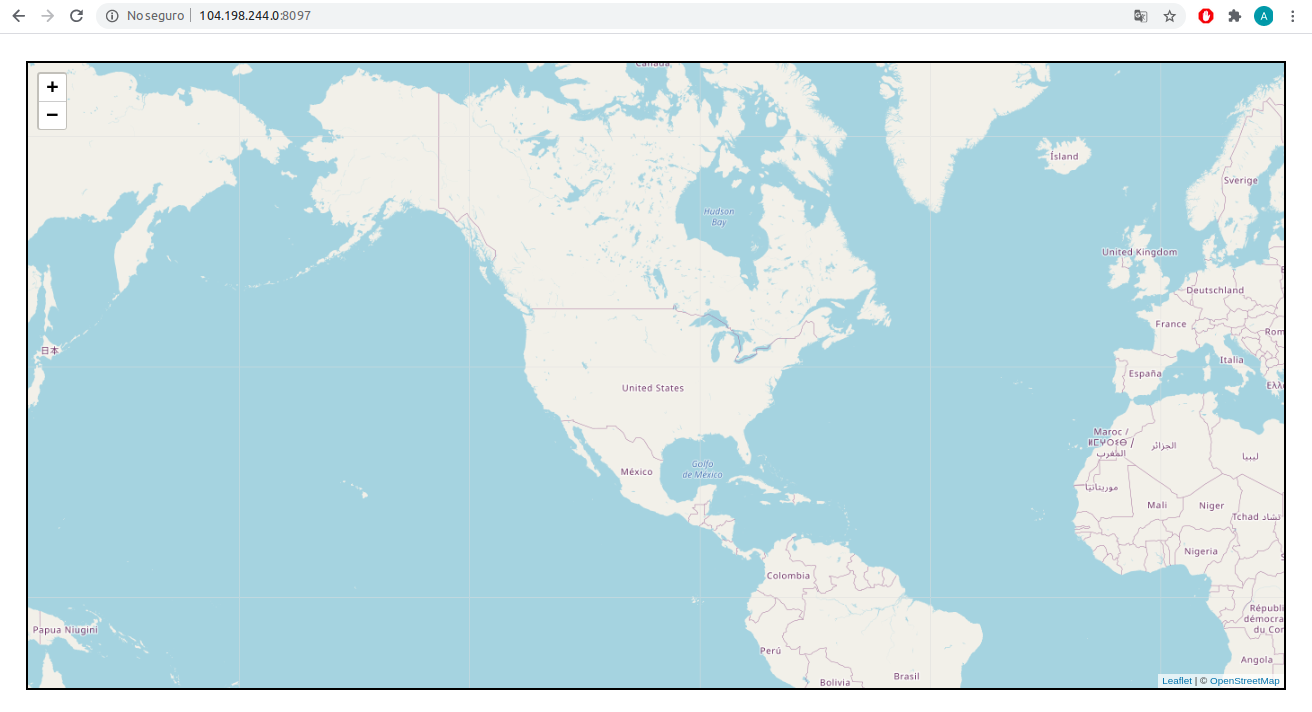 No seguro 104.198.244.0:8097
A
+
−
Canada
Ísland
Sverige
Hudson
Bay
United Kingdom
Deutschland
France
Rom
日本
Italia
España
Ελλ
United States
Maroc /
ⵍⵎⵖⵔⵉⴱ /
المغرب
الجزائر
ليبيا
Golfo
de México
México
موريتانيا
Mali
Niger
Tchad تشاد
Nigeria
Colombia
Papua Niugini
Républi
démocra
du Con
Perú
Angola
Brasil
Bolivia
Leaflet | © OpenStreetMap